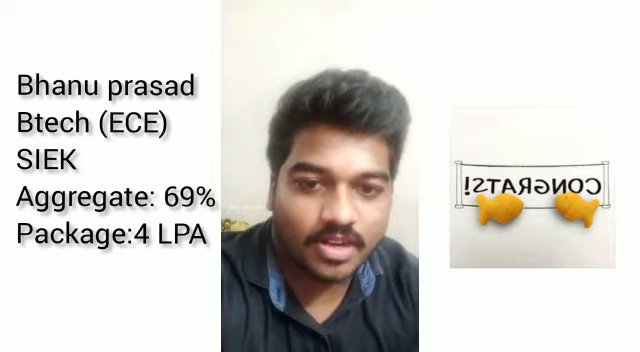 Bhanu prasad
Btech (ECE)
SIEK
Aggregate: 69%
Package:4 LPA
CONGRATS!